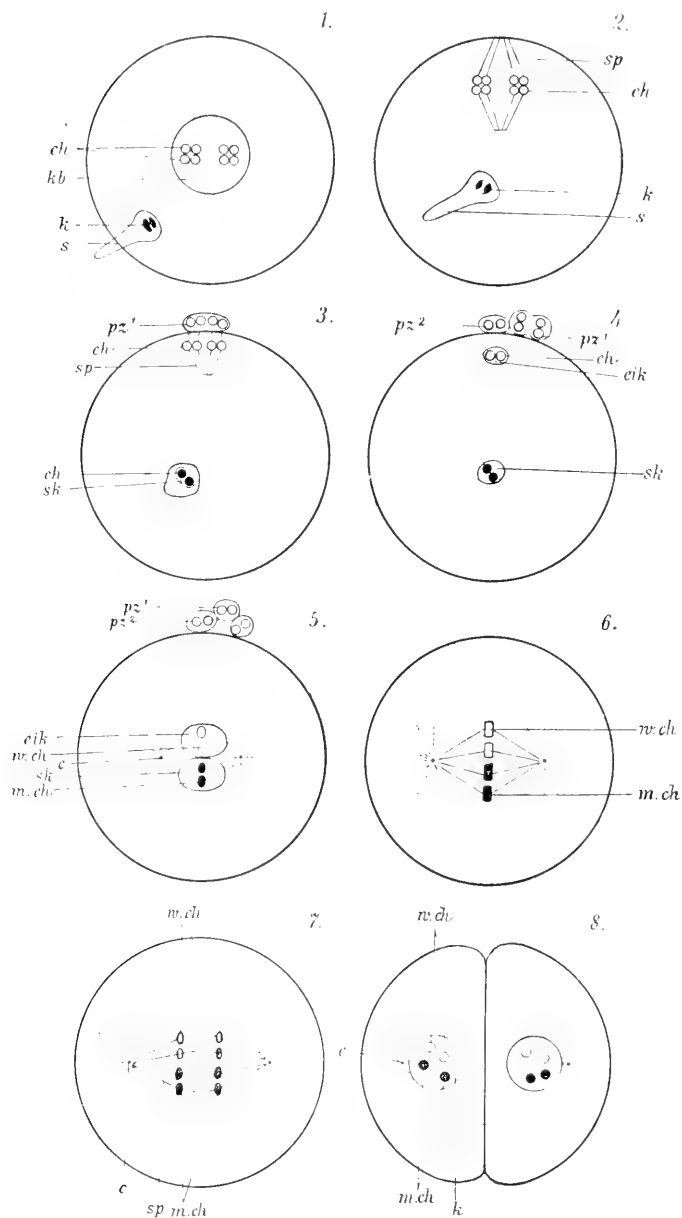 1.
ch
kb
k
s
2.
sp
ch
k
s
3.
pz¹
ch
sp
ch
sk
4
pz²
pz¹
ch
eik
sk
5.
pz¹
pz²
eik
w.ch
c
sk
m.ch
6.
w.ch
m.ch
7.
w.ch
c
sp m.ch
8.
w.ch
c
m.ch
k